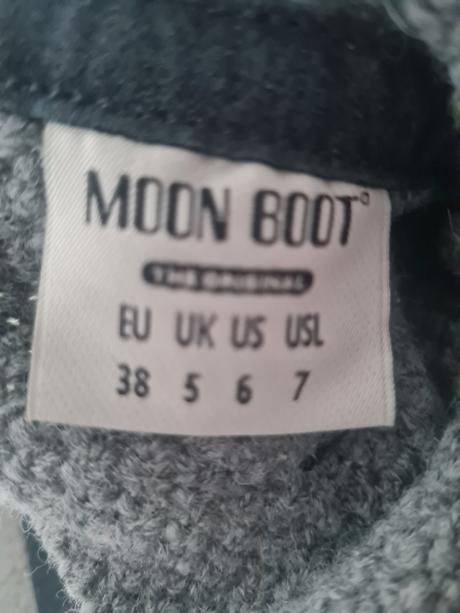 MOON BOOT®
THE ORIGINAL
EU UK US USL
38 5 6 7